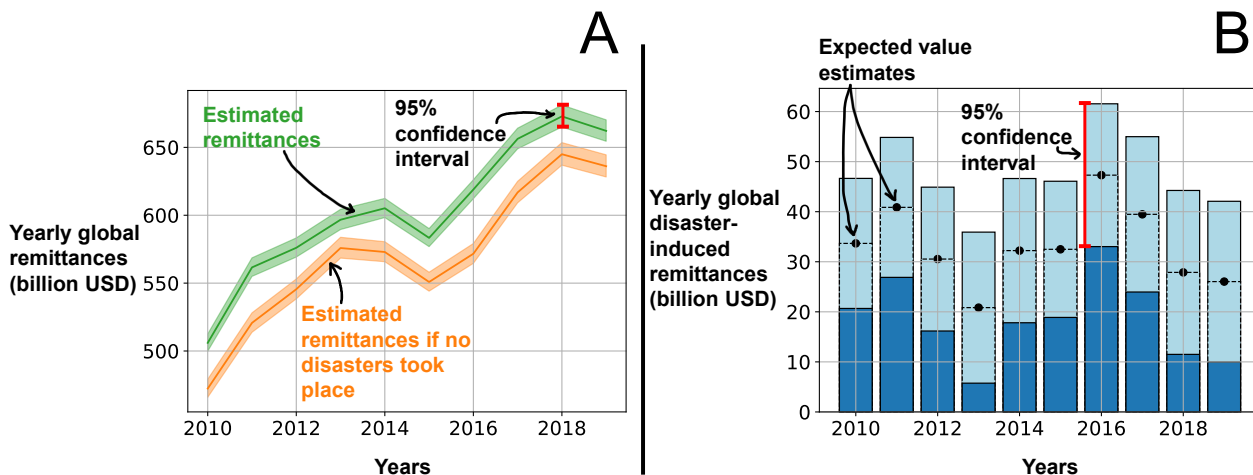 A
Estimated
remittances
95%
confidence
interval
650
600
550
500
Yearly global
remittances
(billion USD)
Estimated
remittances if no
disasters took
place
2010
2012
2014
2016
2018
Years
B
Expected value
estimates
95%
confidence
interval
60
50
40
30
20
10
0
Yearly global
disaster-
induced
remittances
(billion USD)
2010
2012
2014
2016
2018
Years